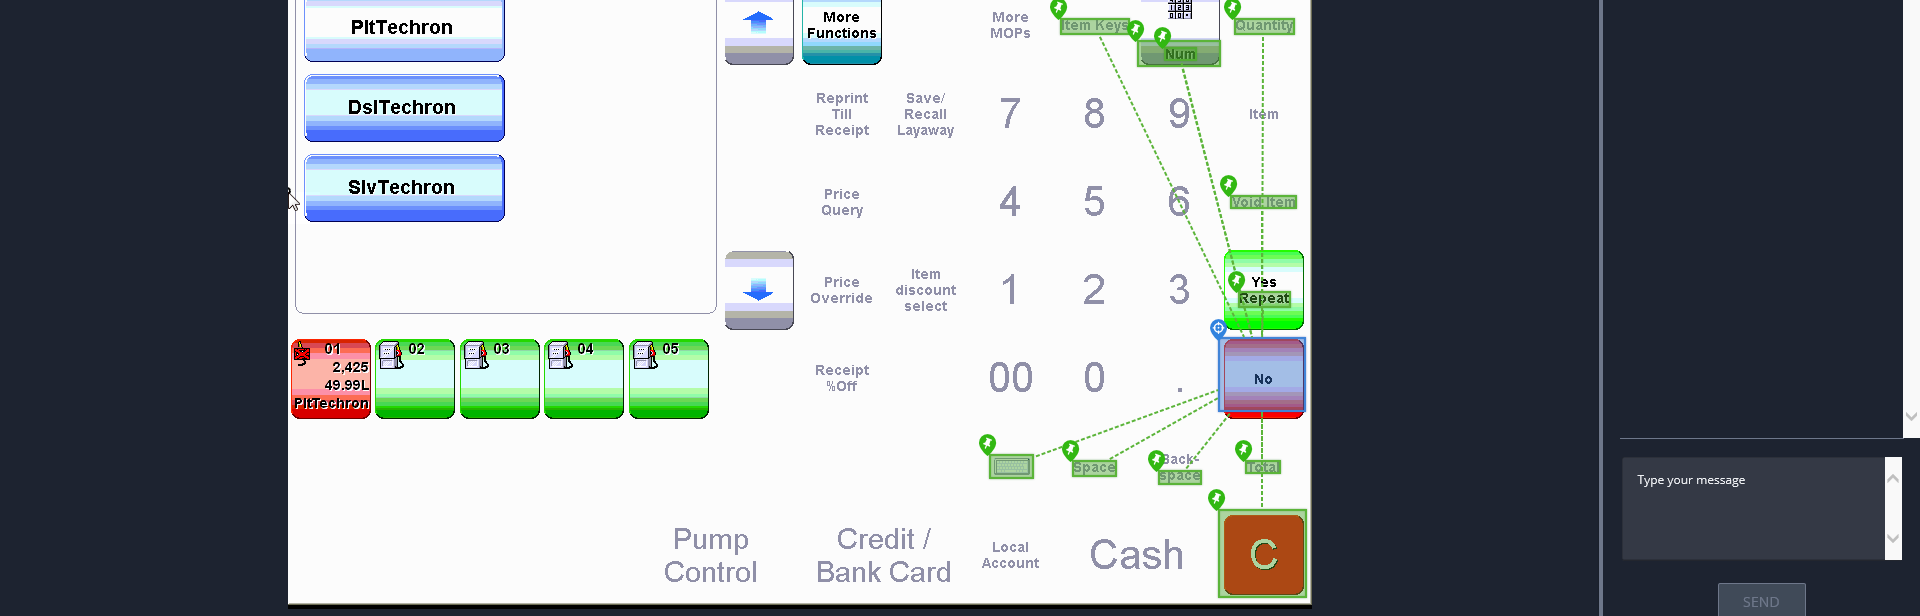 PltTechron
More
Functions
More
MOPs
Item Keys
Num
Quantity
DslTechron
Reprint
Till
Receipt
Save/
Recall
Layaway
7
8
9
Item
SlvTechron
Price
Query
4
5
6
Void Item
Price
Override
Item
discount
select
1
2
3
Yes
Repeat
01
2,425
49.99L
PltTechron
02
03
04
05
Receipt
%Off
00
0
.
No
Space
Back-
space
Total
Pump
Control
Credit /
Bank Card
Local
Account
Cash
C
Type your message
SEND